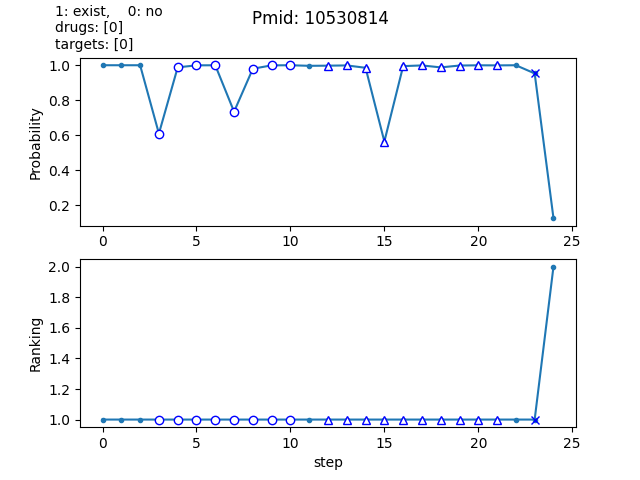 1: exist,    0: no
drugs: [0]
targets: [0]
Pmid: 10530814
Probability
1.0
0.8
0.6
0.4
0.2
0 5 10 15 20 25
Ranking
2.0
1.8
1.6
1.4
1.2
1.0
0 5 10 15 20 25
step